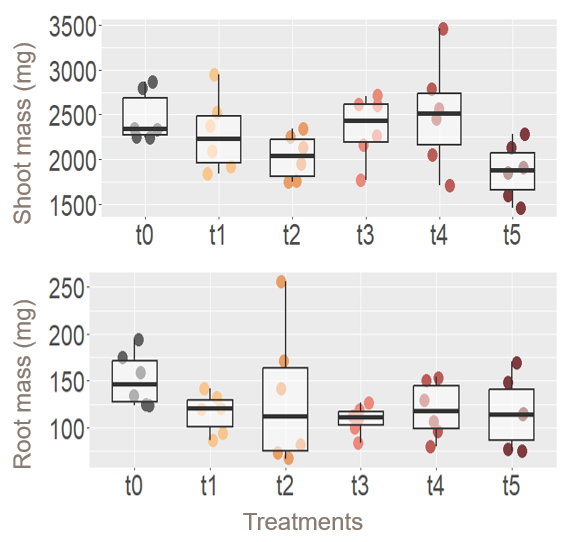 Shoot mass (mg)
3500
3000
2500
2000
1500
t0 t1 t2 t3 t4 t5
Root mass (mg)
250
200
150
100
t0 t1 t2 t3 t4 t5
Treatments